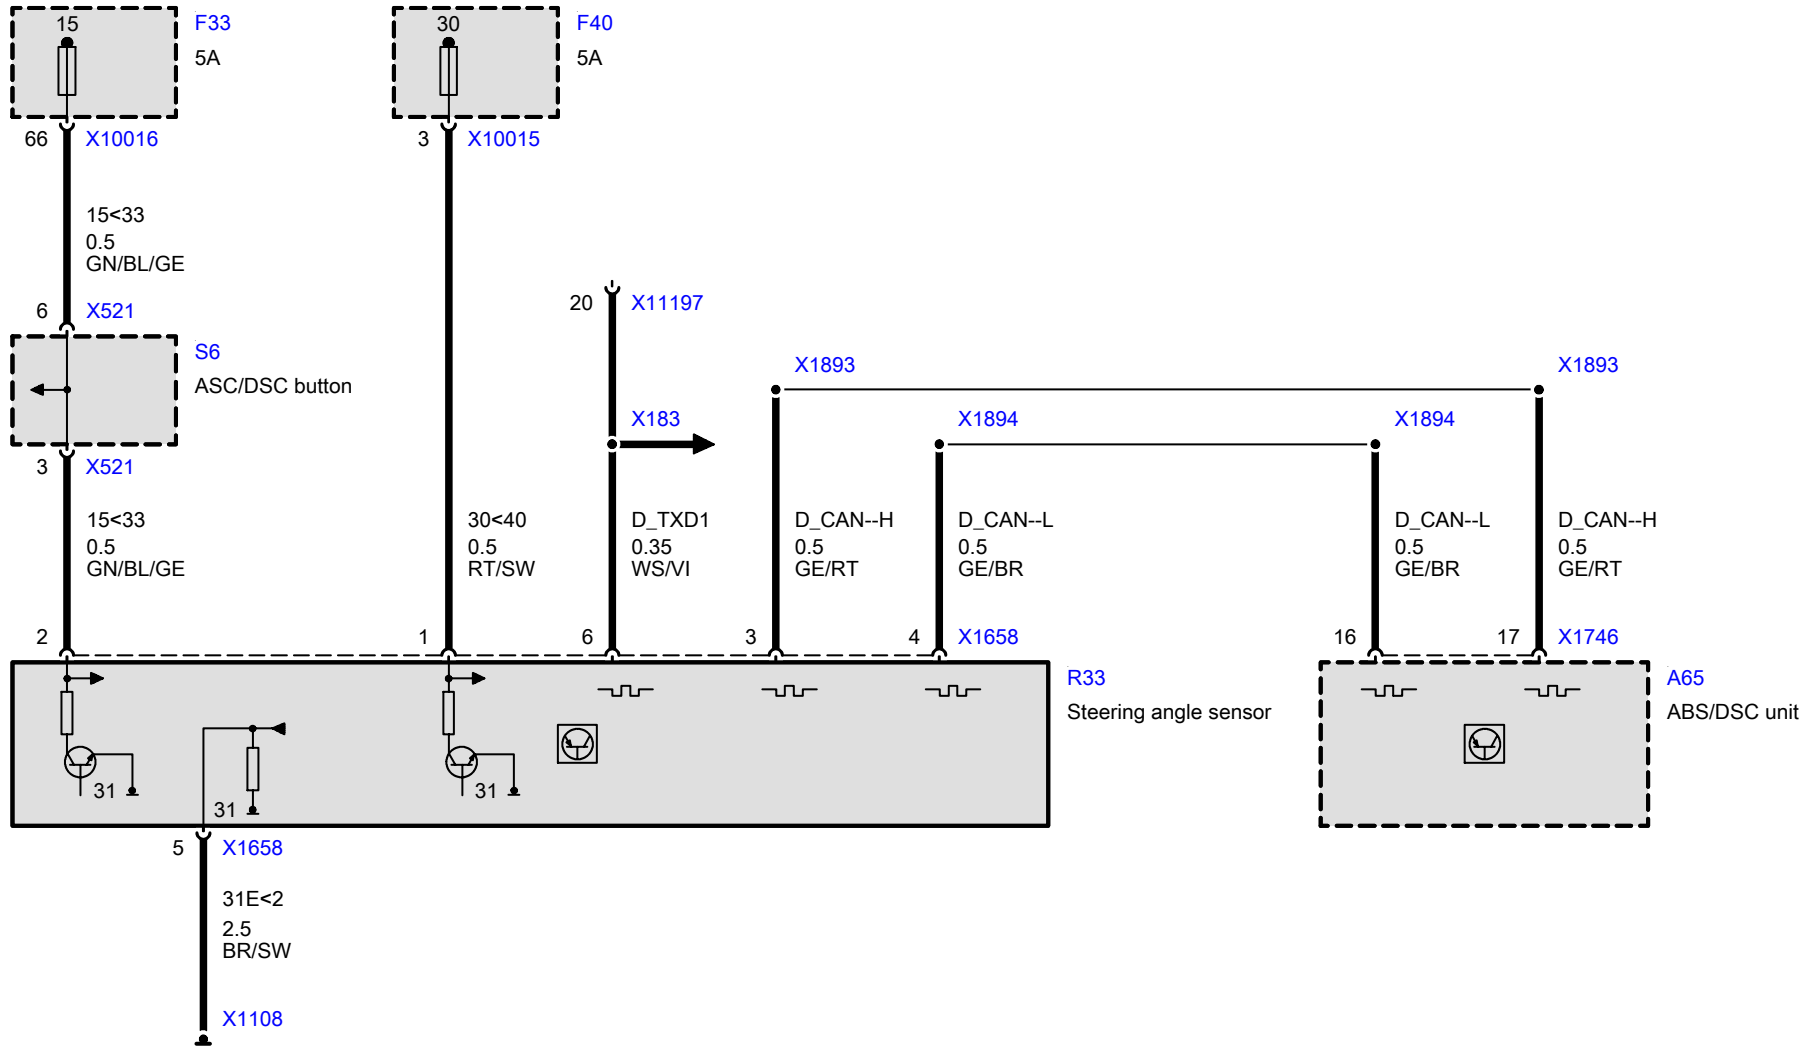 15
F33
5A
66
X10016
15<33
0.5
GN/BL/GE
6
X521
S6
ASC/DSC button
3
X521
15<33
0.5
GN/BL/GE
2
30
F40
5A
3
X10015
30<40
0.5
RT/SW
1
20
X11197
X183
D_TXD1
0.35
WS/VI
6
X1893
D_CAN--H
0.5
GE/RT
3
X1894
D_CAN--L
0.5
GE/BR
4
X1658
X1894
D_CAN--L
0.5
GE/BR
16
X1893
D_CAN--H
0.5
GE/RT
17
X1746
R33
Steering angle sensor
A65
ABS/DSC unit
31
31
31
5
X1658
31E<2
2.5
BR/SW
X1108